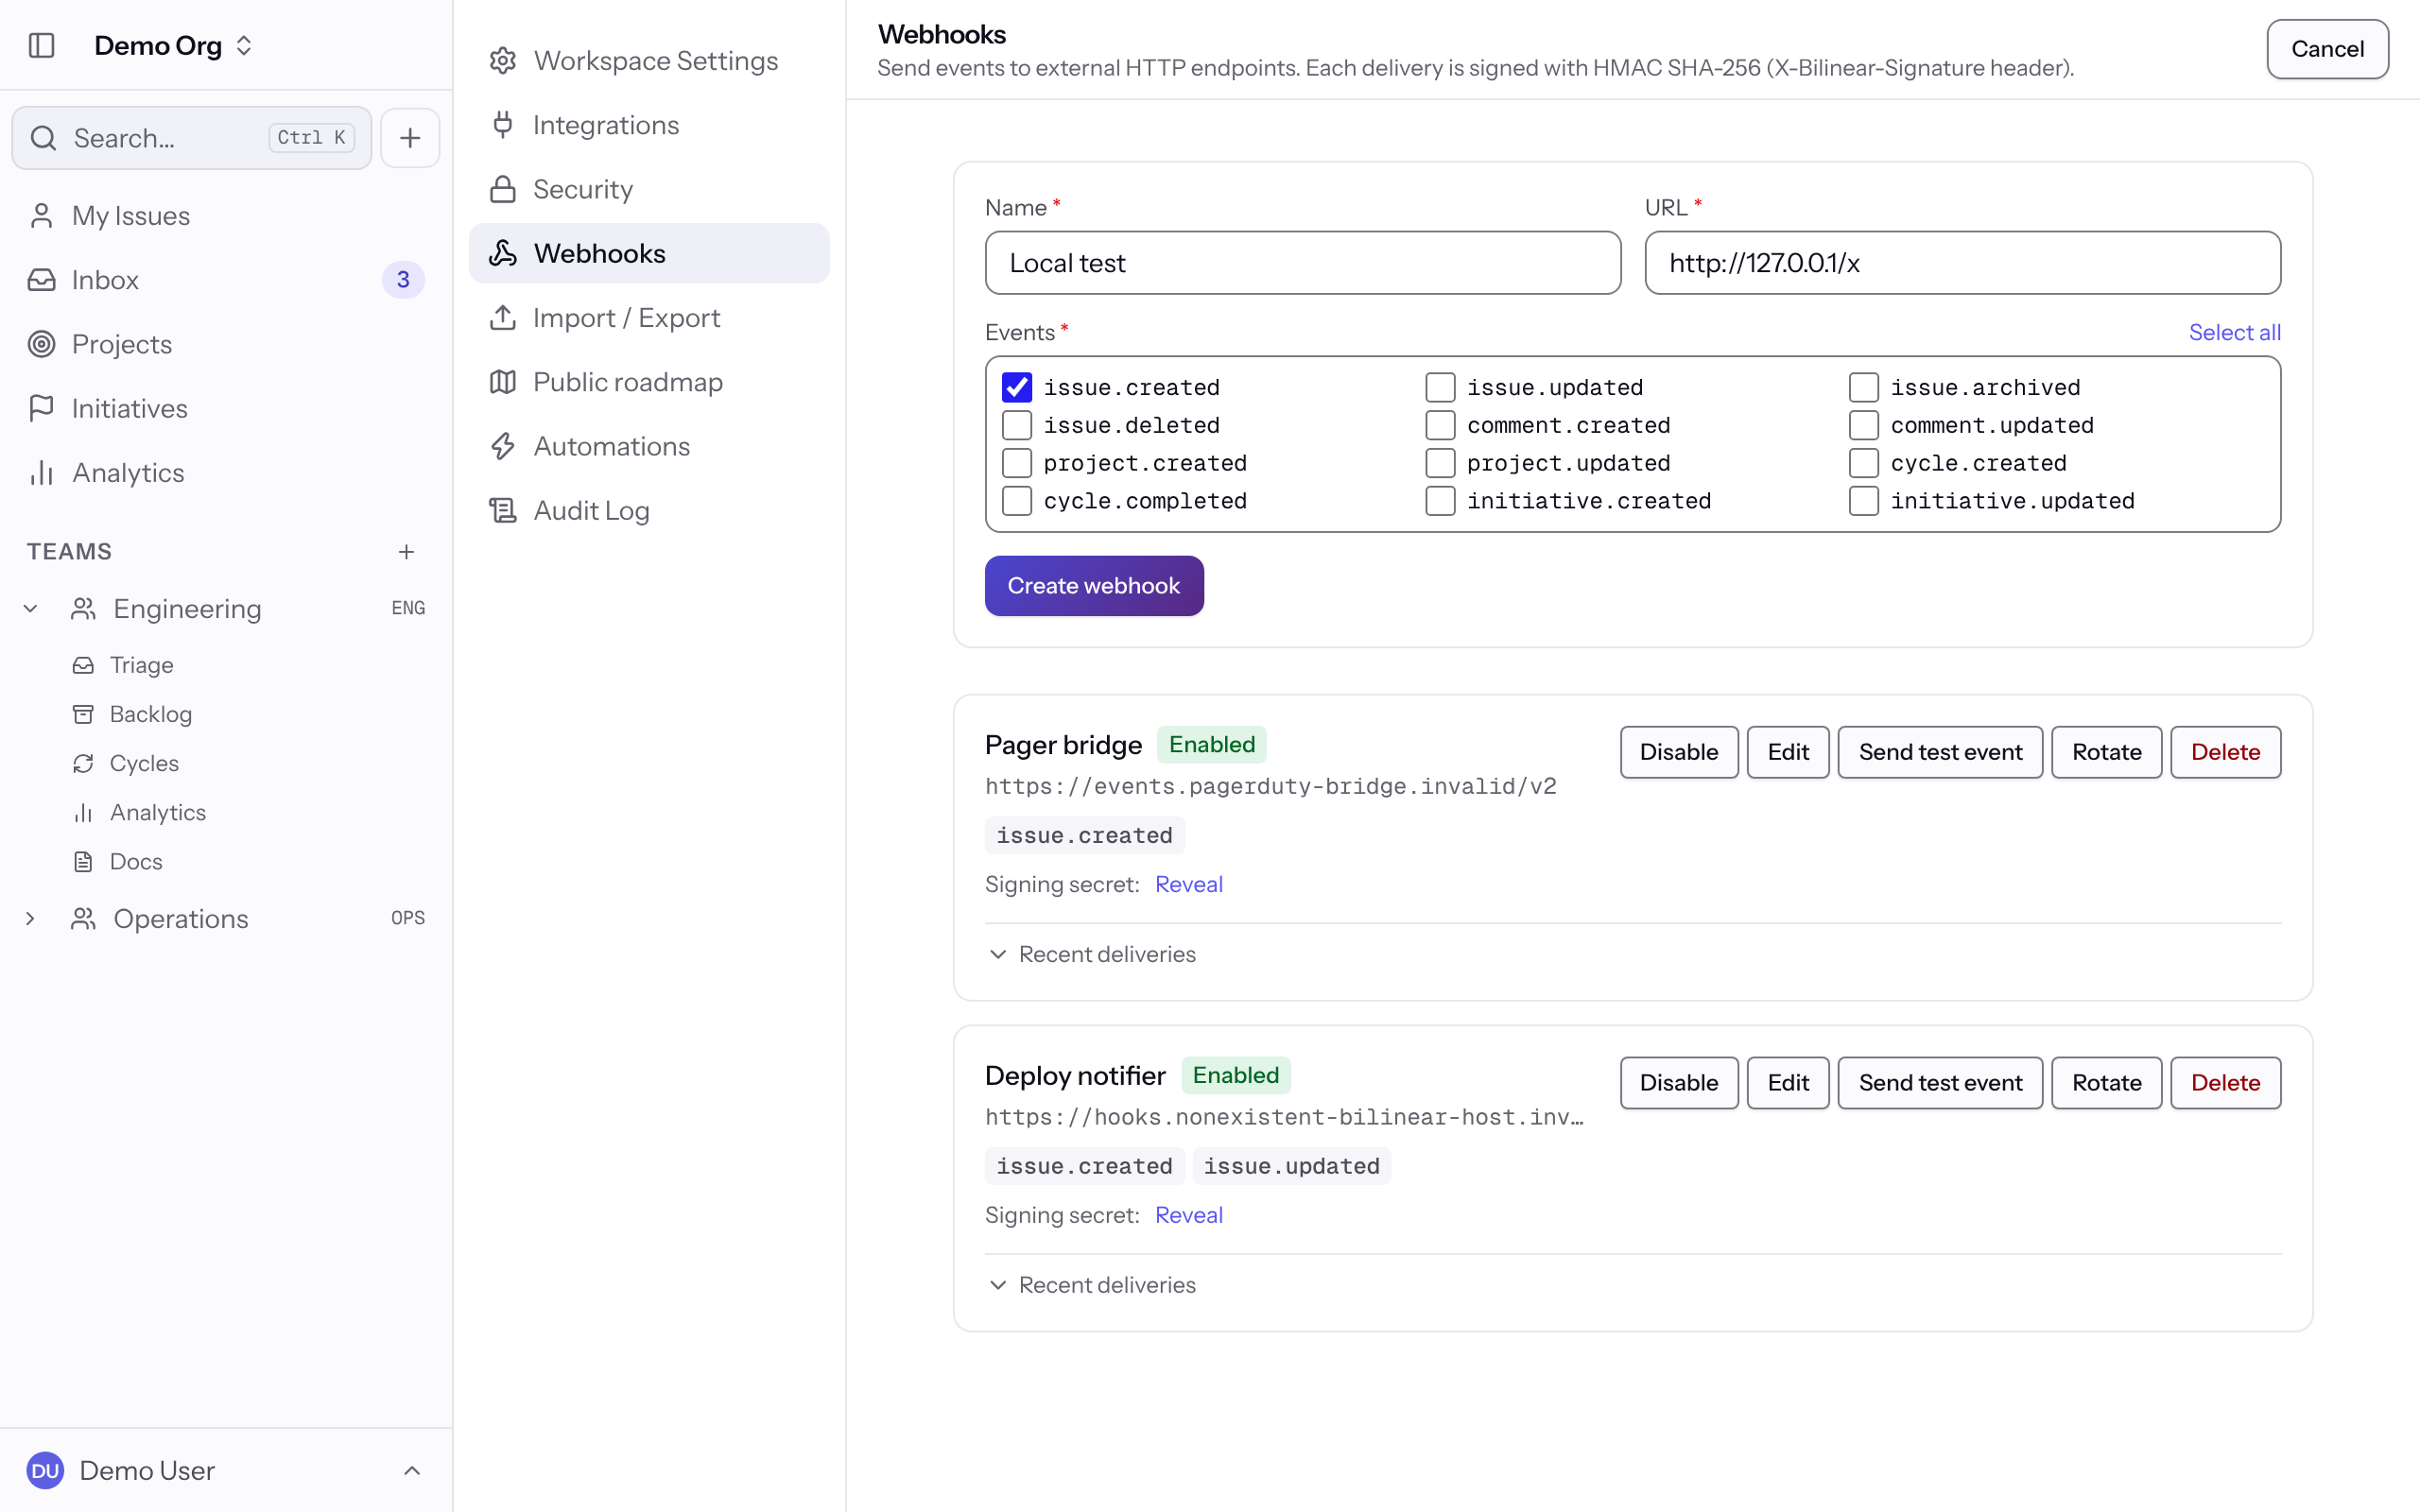 Demo Org
Search...
Ctrl K
My Issues
Inbox
3
Projects
Initiatives
Analytics
TEAMS
Engineering
ENG
Triage
Backlog
Cycles
Analytics
Docs
Operations
OPS
DU
Demo User
Workspace Settings
Integrations
Security
Webhooks
Import / Export
Public roadmap
Automations
Audit Log
Webhooks
Send events to external HTTP endpoints. Each delivery is signed with HMAC SHA-256 (X-Bilinear-Signature header).
Cancel
Name *
URL *
Local test
http://127.0.0.1/x
Events *
Select all
issue.created
issue.updated
issue.archived
issue.deleted
comment.created
comment.updated
project.created
project.updated
cycle.created
cycle.completed
initiative.created
initiative.updated
Create webhook
Pager bridge
Enabled
Disable
Edit
Send test event
Rotate
Delete
https://events.pagerduty-bridge.invalid/v2
issue.created
Signing secret: Reveal
Recent deliveries
Deploy notifier
Enabled
Disable
Edit
Send test event
Rotate
Delete
https://hooks.nonexistent-bilinear-host.inv…
issue.created
issue.updated
Signing secret: Reveal
Recent deliveries